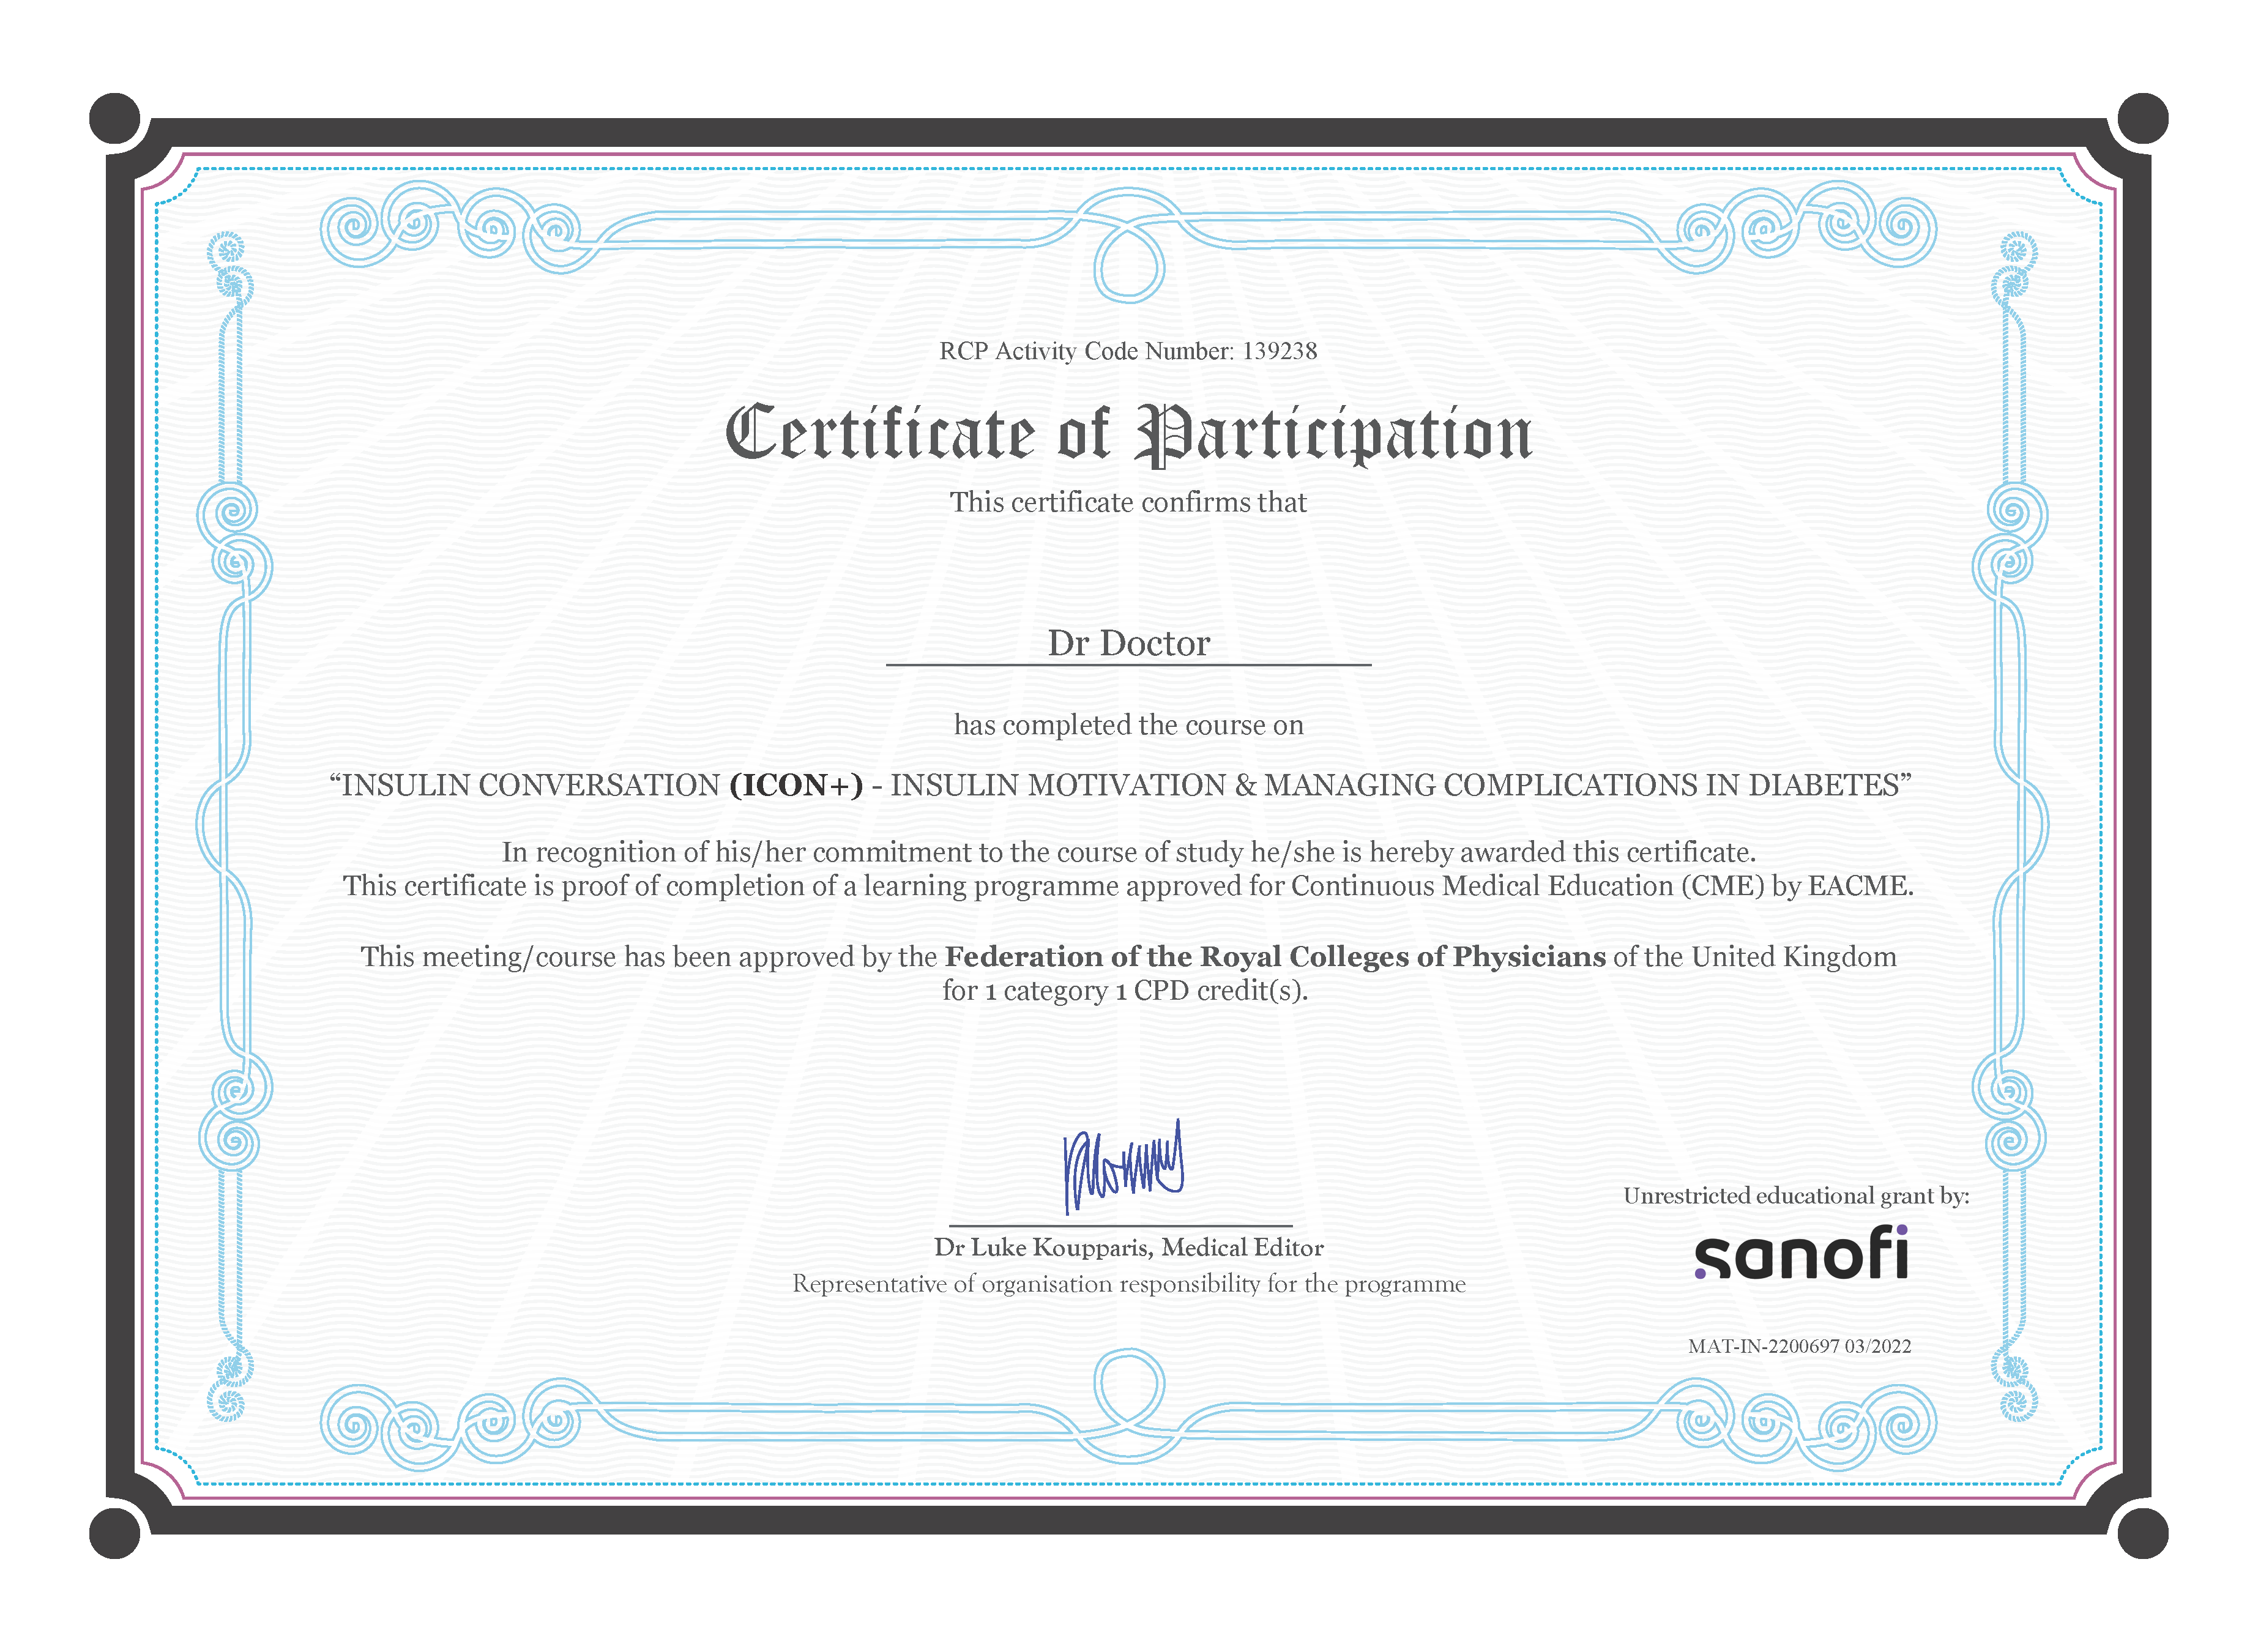 RCP Activity Code Number: 139238
Certificate of Participation
This certificate confirms that
Dr Doctor
has completed the course on
“INSULIN CONVERSATION (ICON+) - INSULIN MOTIVATION & MANAGING COMPLICATIONS IN DIABETES”
In recognition of his/her commitment to the course of study he/she is hereby awarded this certificate.
This certificate is proof of completion of a learning programme approved for Continuous Medical Education (CME) by EACME.
This meeting/course has been approved by the Federation of the Royal Colleges of Physicians of the United Kingdom
for 1 category 1 CPD credit(s).
Dr Luke Koupparis, Medical Editor
Representative of organisation responsibility for the programme
Unrestricted educational grant by:
sanofi
MAT-IN-2200697 03/2022